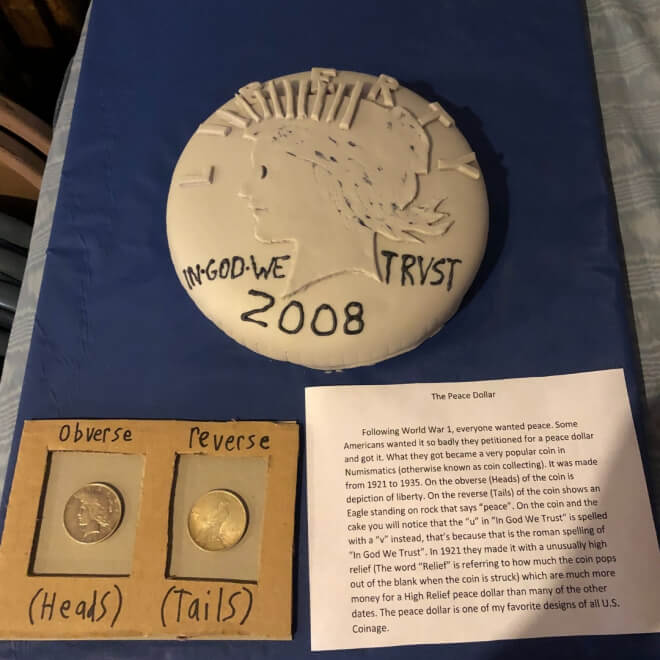 LIBERTY
IN·GOD·WE TRVST
2008
obverse
reverse
(Heads)
(Tails)
The Peace Dollar
Following World War 1, everyone wanted peace. Some
Americans wanted it so badly they petitioned for a peace dollar
and got it. What they got became a very popular coin in
Numismatics (otherwise known as coin collecting). It was made
from 1921 to 1935. On the obverse (Heads) of the coin is
depiction of liberty. On the reverse (Tails) of the coin shows an
Eagle standing on rock that says “peace”. On the coin and the
cake you will notice that the “u” in “In God We Trust” is spelled
with a “v” instead, that’s because that is the roman spelling of
“In God We Trust”. In 1921 they made it with a unusually high
relief (The word “Relief” is referring to how much the coin pops
out of the blank when the coin is struck) which are much more
money for a High Relief peace dollar than many of the other
dates. The peace dollar is one of my favorite designs of all U.S.
Coinage.